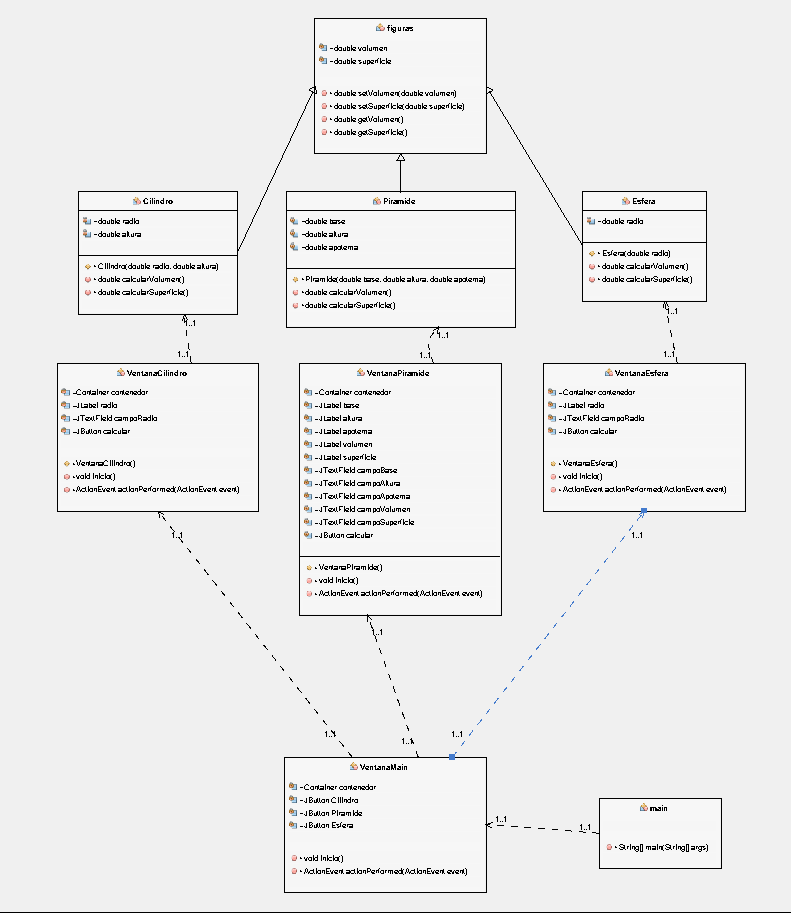 figuras
-double volumen
-double superficie
+ double setVolumen(double volumen)
+ double setSuperficie(double superficie)
+ double getVolumen()
+ double getSuperficie()
Cilindro
-double radio
-double altura
+ Cilindro(double radio, double altura)
+ double calcularVolumen()
+ double calcularSuperficie()
Piramide
-double base
-double altura
-double apotema
+ Piramide(double base, double altura, double apotema)
+ double calcularVolumen()
+ double calcularSuperficie()
Esfera
-double radio
+ Esfera(double radio)
+ double calcularVolumen()
+ double calcularSuperficie()
1..1
1..1
1..1
1..1
1..1
1..1
VentanaCilindro
-Container contenedor
-JLabel radio
-JTextField campoRadio
-JButton calcular
+VentanaCilindro()
+void inicio()
+ActionEvent actionPerformed(ActionEvent event)
VentanaPiramide
-Container contenedor
-JLabel base
-JLabel altura
-JLabel apotema
-JLabel volumen
-JLabel superficie
-JTextField campoBase
-JTextField campoAltura
-JTextField campoApotema
-JTextField campoVolumen
-JTextField campoSuperficie
-JButton calcular
+ VentanaPiramide()
+ void inicio()
+ ActionEvent actionPerformed(ActionEvent event)
VentanaEsfera
-Container contenedor
-JLabel radio
-JTextField campoRadio
-JButton calcular
+VentanaEsfera()
+void inicio()
+ActionEvent actionPerformed(ActionEvent event)
1..1
1..1
1..1
1..1
1..1
1..1
VentanaMain
-Container contenedor
-JButton Cilindro
-JButton Piramide
-JButton Esfera
+ void inicio()
+ ActionEvent actionPerformed(ActionEvent event)
1..1
1..1
main
+ String[] main(String[] args)